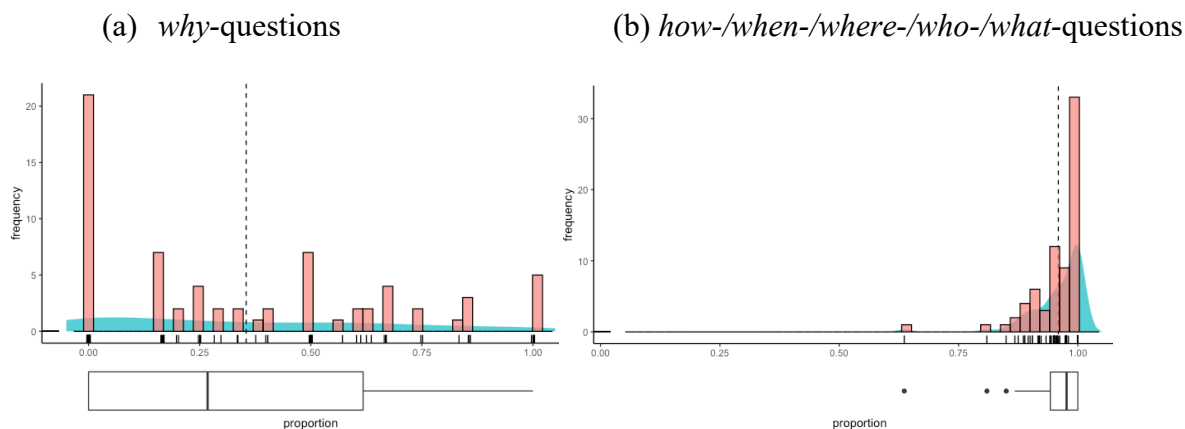 (a) why-questions
(b) how-/when-/where-/who-/what-questions
frequency
20
15
10
5
0
0.00 0.25 0.50 0.75 1.00
proportion
frequency
30
20
10
0
0.00 0.25 0.50 0.75 1.00
proportion